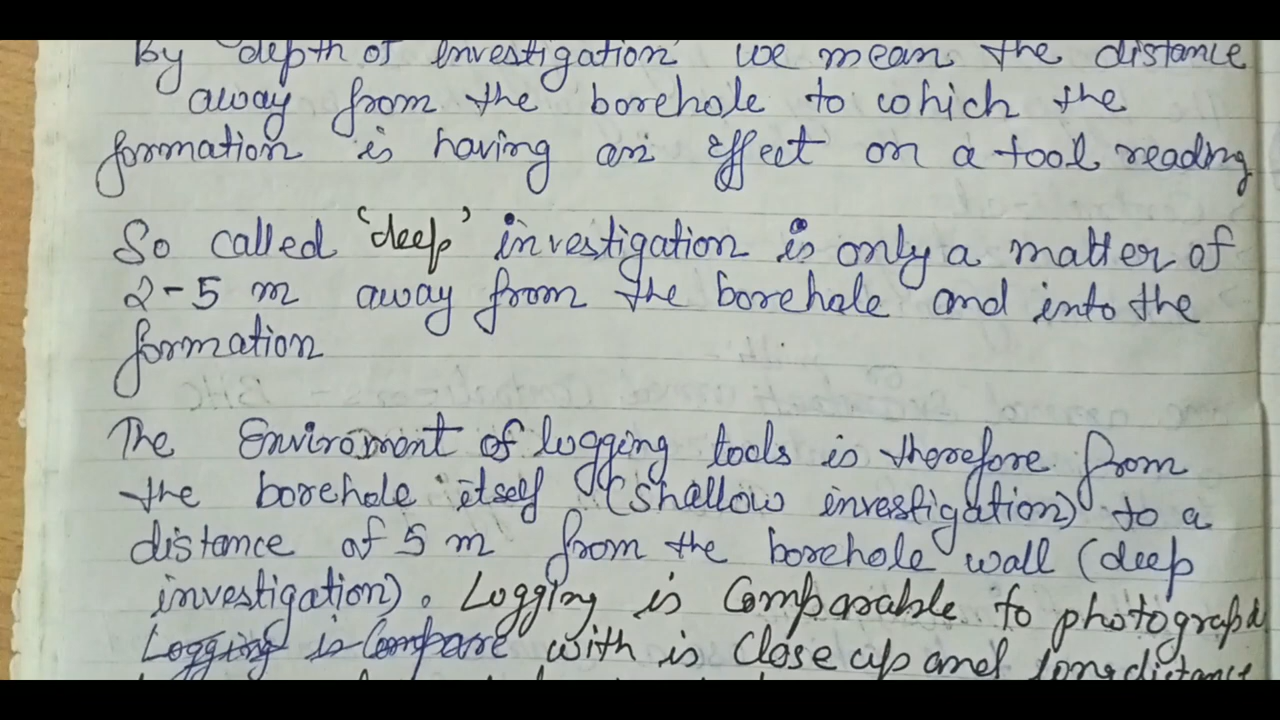 By "depth of investigation" we mean the distance
away from the borehole to which the
formation is having an effect on a tool reading
So called 'deep' investigation is only a matter of
2-5 m away from the borehole and into the
formation
The Enviroment of logging tools is therefore from
the borehole itself (shallow investigation) to a
distance of 5 m from the borehole wall (deep
investigation). Logging is Comparable to photograph
Logging is Compare with is Close up and long distance